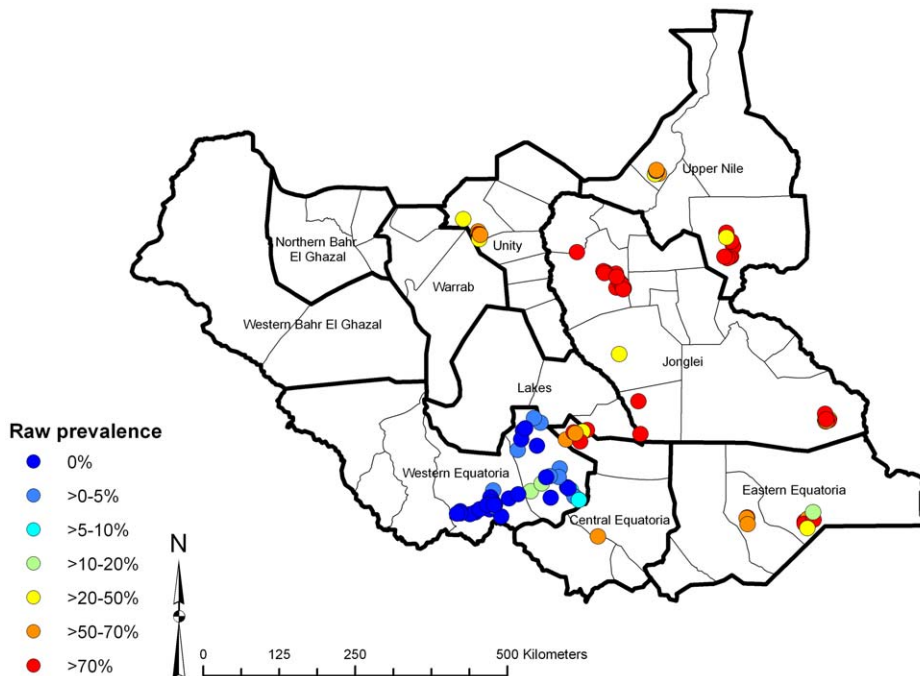 Upper Nile
Northern Bahr
El Ghazal
Unity
Warrab
Western Bahr El Ghazal
Jonglei
Lakes
Raw prevalence
0%
>0-5%
>5-10%
>10-20%
>20-50%
>50-70%
>70%
Western Equatoria
Eastern Equatoria
Central Equatoria
N
0 125 250 500 Kilometers